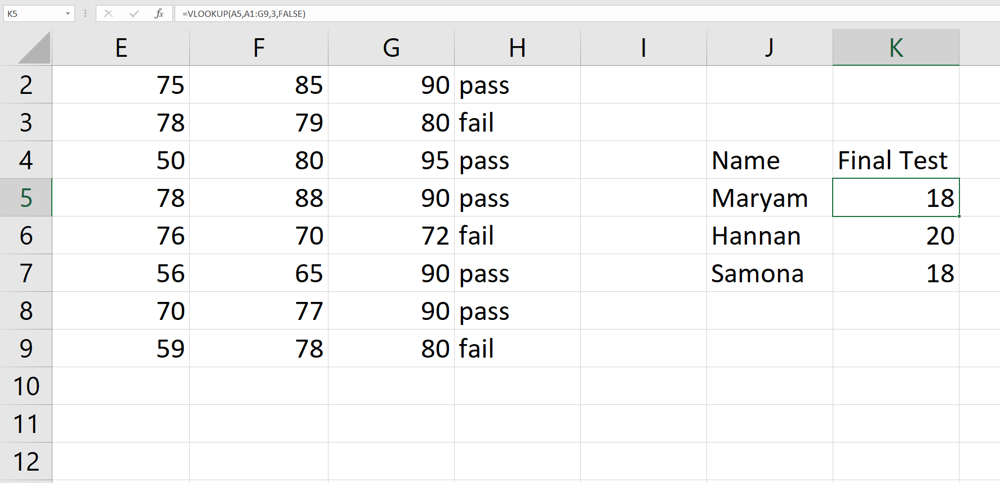 K5 fx =VLOOKUP(A5,A1:G9,3,FALSE)
E F G H I J K
2 75 85 90 pass
3 78 79 80 fail
4 50 80 95 pass Name Final Test
5 78 88 90 pass Maryam 18
6 76 70 72 fail Hannan 20
7 56 65 90 pass Samona 18
8 70 77 90 pass
9 59 78 80 fail
10
11
12